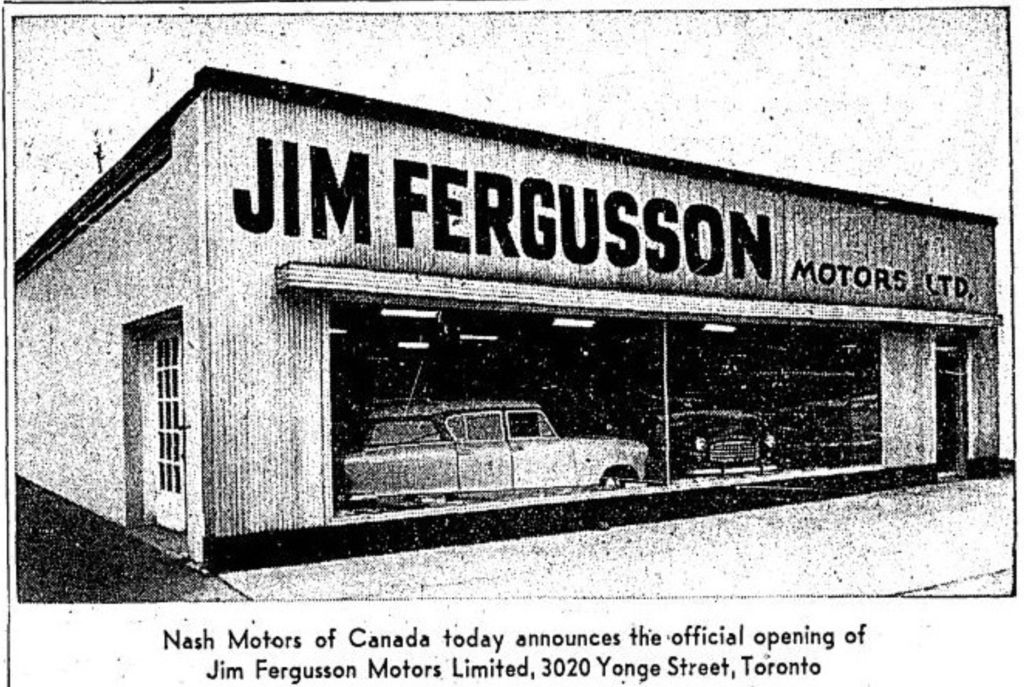 JIM FERGUSSON MOTORS LTD.
Nash Motors of Canada today announces the official opening of
Jim Fergusson Motors Limited, 3020 Yonge Street, Toronto